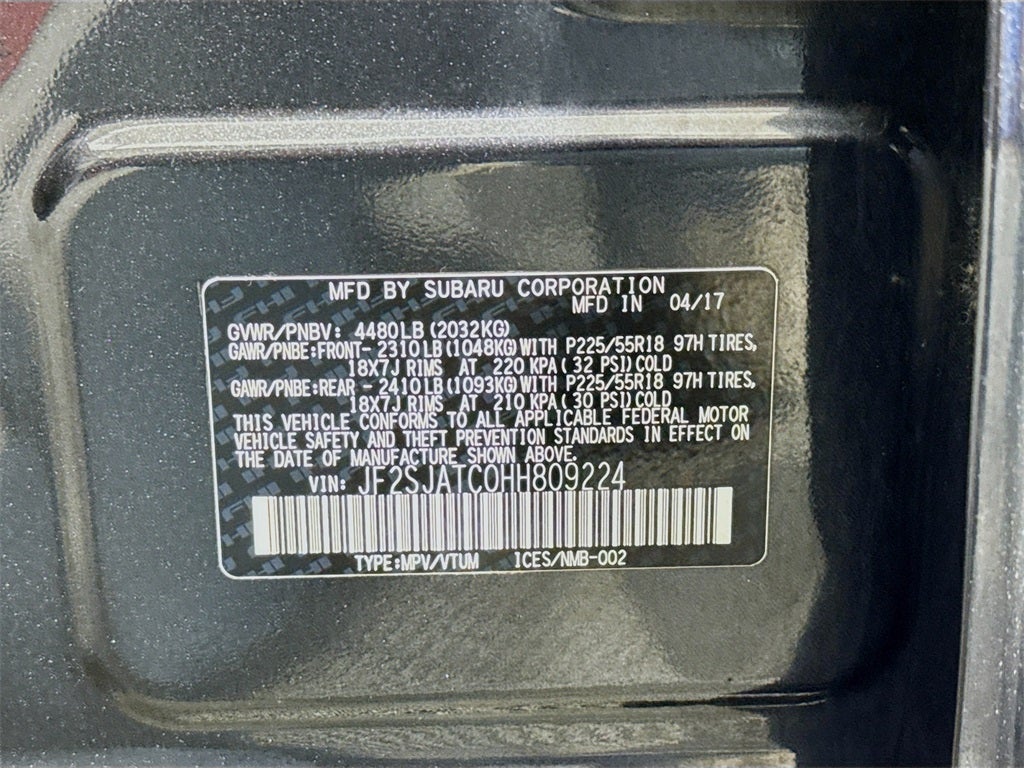 MFD BY SUBARU CORPORATION
MFD IN 04/17
GVWR/PNBV: 4480LB(2032KG)
GAWR/PNBE:FRONT- 2310LB(1048KG)WITH P225/55R18 97H TIRES,
18X7J RIMS AT 220 KPA( 32 PSI)COLD
GAWR/PNBE:REAR - 2410LB(1093KG)WITH P225/55R18 97H TIRES,
18X7J RIMS AT 210 KPA( 30 PSI)COLD
THIS VEHICLE CONFORMS TO ALL APPLICABLE FEDERAL MOTOR
VEHICLE SAFETY AND THEFT PREVENTION STANDARDS IN EFFECT ON
THE DATE OF MANUFACTURE SHOWN ABOVE.
VIN: JF2SJATC0HH809224
TYPE:MPV/VTUM ICES/NMB-002